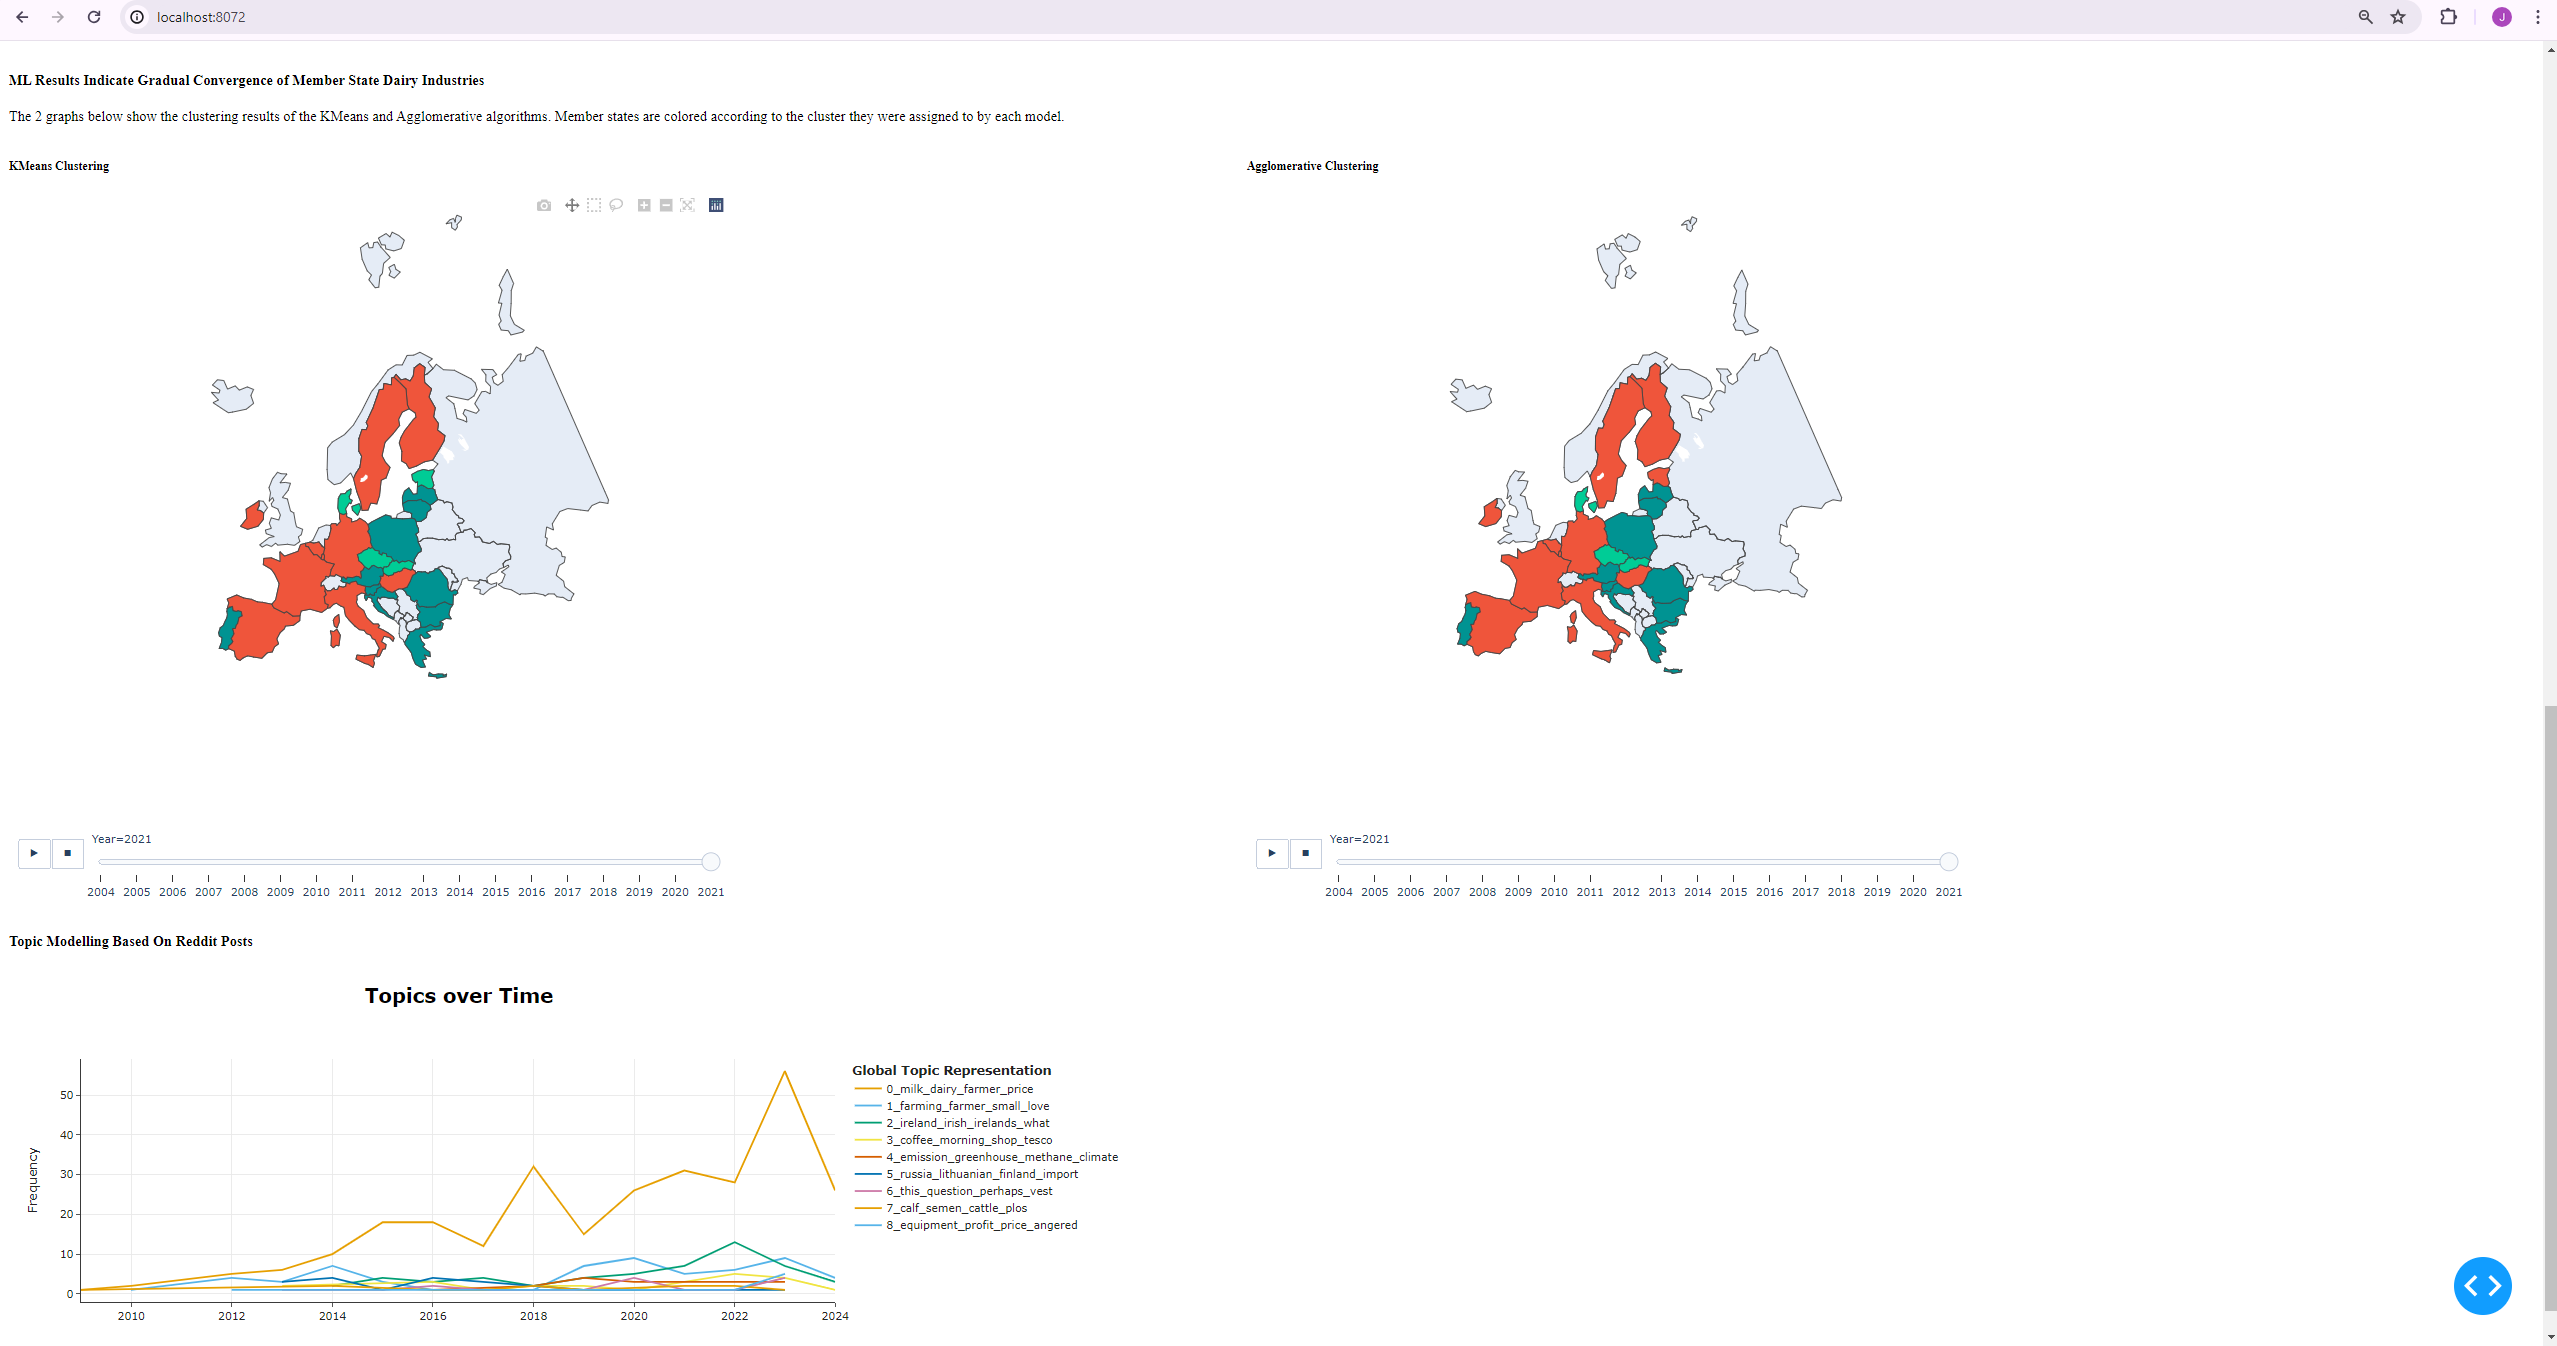 localhost:8072
J
ML Results Indicate Gradual Convergence of Member State Dairy Industries
The 2 graphs below show the clustering results of the KMeans and Agglomerative algorithms. Member states are colored according to the cluster they were assigned to by each model.
KMeans Clustering
Agglomerative Clustering
Year=2021
2004 2005 2006 2007 2008 2009 2010 2011 2012 2013 2014 2015 2016 2017 2018 2019 2020 2021
Year=2021
2004 2005 2006 2007 2008 2009 2010 2011 2012 2013 2014 2015 2016 2017 2018 2019 2020 2021
Topic Modelling Based On Reddit Posts
Topics over Time
Frequency
50
40
30
20
10
0
2010 2012 2014 2016 2018 2020 2022 2024
Global Topic Representation
0_milk_dairy_farmer_price
1_farming_farmer_small_love
2_ireland_irish_irelands_what
3_coffee_morning_shop_tesco
4_emission_greenhouse_methane_climate
5_russia_lithuanian_finland_import
6_this_question_perhaps_vest
7_calf_semen_cattle_plos
8_equipment_profit_price_angered